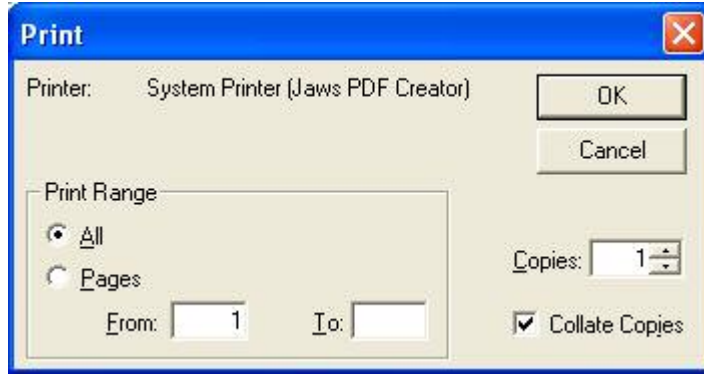 Print
Printer: System Printer (Jaws PDF Creator)
OK
Cancel
Print Range
All
Pages
From: 1 To:
Copies: 1
Collate Copies